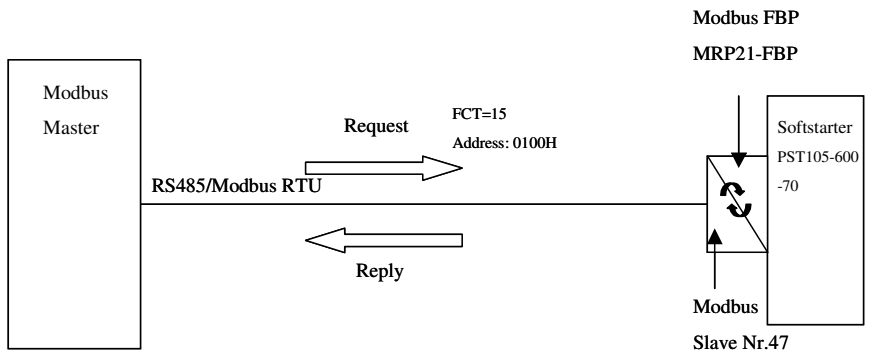 Modbus FBP
MRP21-FBP
Modbus
Master
Request
FCT=15
Address: 0100H
Softstarter
PST105-600
-70
RS485/Modbus RTU
Reply
Modbus
Slave Nr.47